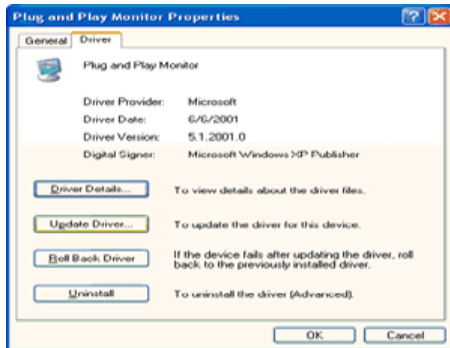 Plug and Play Monitor Properties
General Driver
Plug and Play Monitor
Driver Provider: Microsoft
Driver Date: 6/6/2001
Driver Version: 5.1.2001.0
Digital Signer: Microsoft Windows XP Publisher
Driver Details... To view details about the driver files.
Update Driver... To update the driver for this device.
Roll Back Driver If the device fails after updating the driver, roll
back to the previously installed driver.
Uninstall To uninstall the driver (Advanced).
OK Cancel